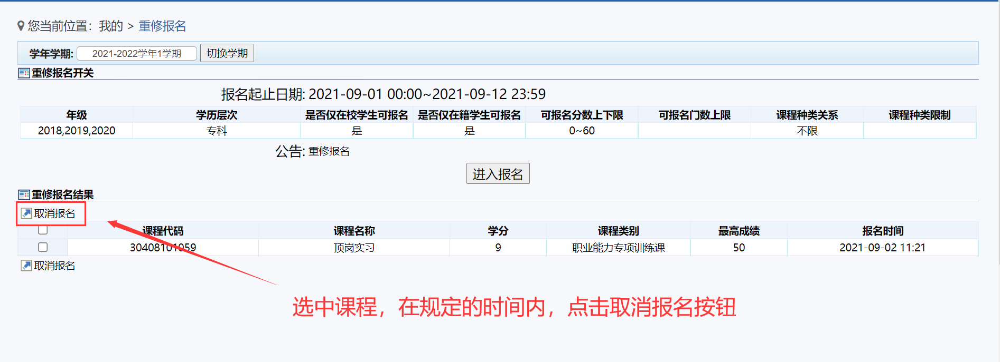 您当前位置：我的 > 重修报名
学年学期: 2021-2022学年1学期 切换学期
重修报名开关
报名起止日期: 2021-09-01 00:00~2021-09-12 23:59
年级 学历层次 是否仅在校学生可报名 是否仅在籍学生可报名 可报名分数上下限 可报名门数上限 课程种类关系 课程种类限制
2018,2019,2020 专科 是 是 0~60 不限
公告: 重修报名
进入报名
重修报名结果
取消报名
课程代码 课程名称 学分 课程类别 最高成绩 报名时间
30408101059 顶岗实习 9 职业能力专项训练课 50 2021-09-02 11:21
取消报名
选中课程，在规定的时间内，点击取消报名按钮